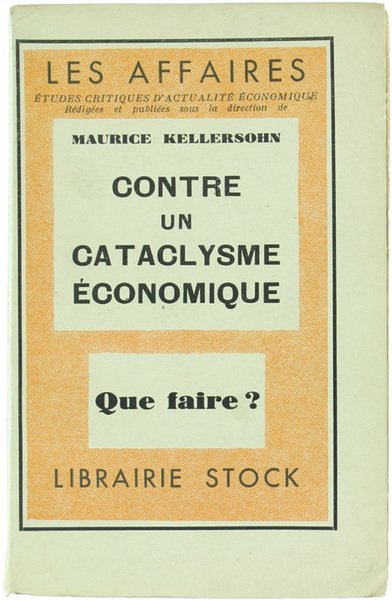 LES AFFAIRES
ÉTUDES CRITIQUES D'ACTUALITÉ ÉCONOMIQUE
Rédigées et publiées sous la direction de
MAURICE KELLERSOHN
CONTRE
UN
CATACLYSME
ÉCONOMIQUE
Que faire ?
LIBRAIRIE STOCK